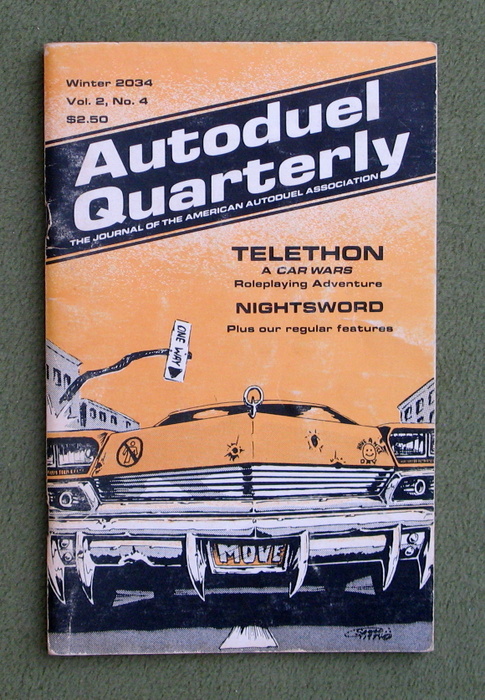 Winter 2034
Vol. 2, No. 4
$2.50
Autoduel
Quarterly
THE JOURNAL OF THE AMERICAN AUTODUEL ASSOCIATION
TELETHON
A CAR WARS
Roleplaying Adventure
NIGHTSWORD
Plus our regular features
ONE WAY
MOVE